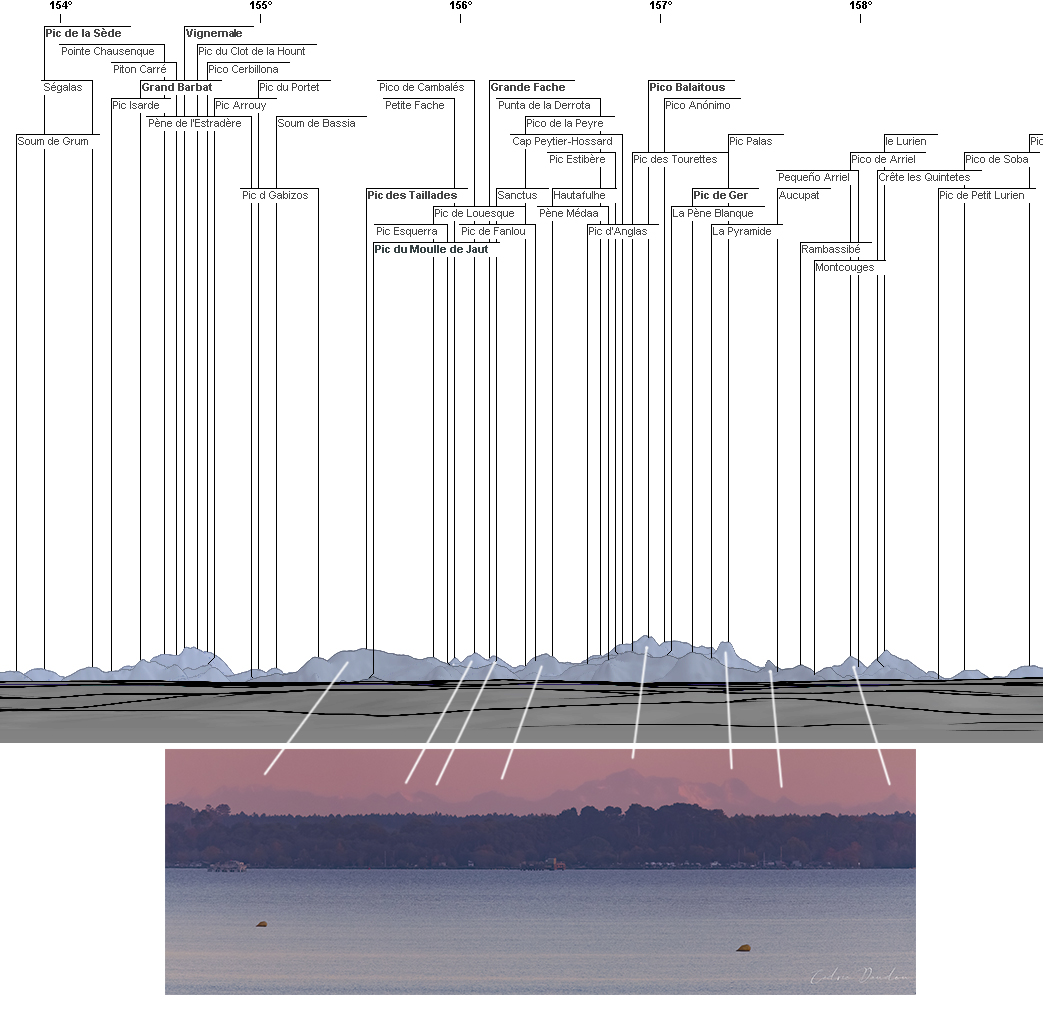 154° 155° 156° 157° 158°
Pic de la Sède Vignemale
Pointe Chausenque Pic du Clot de la Hount
Piton Carré Pico Cerbillona
Ségalas Grand Barbat Pic du Portet Pico de Cambalés Grande Fache Pico Balaitous
Pic Isarde Pic Arrouy Petite Fache Punta de la Derrota Pico Anónimo
Pène de l'Estradère Soum de Bassia Pico de la Peyre
Soum de Grum Cap Peytier-Hossard Pic Palas le Lurien Pic
Pic Estibère Pic des Tourettes Pico de Arriel Pico de Soba
Pequeño Arriel Crête les Quintetes
Pic d Gabizos Pic des Taillades Sanctus Hautafulhe Pic de Ger Aucupat Pic de Petit Lurien
Pic de Louesque Pène Médaa La Pène Blanque
Pic Esquerra Pic de Fanlou Pic d'Anglas La Pyramide
Pic du Moulle de Jaut Rambassibé
Montcouges